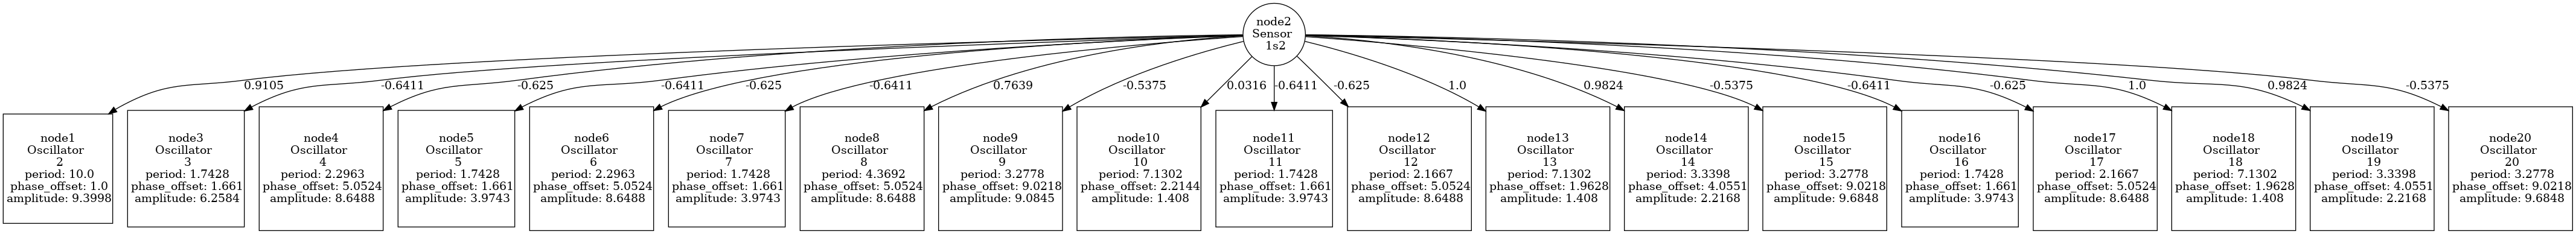 node2
Sensor
1s2
0.9105
-0.6411
-0.625
-0.6411
-0.625
-0.6411
0.7639
-0.5375
0.0316
-0.6411
-0.625
1.0
0.9824
-0.5375
-0.6411
-0.625
1.0
0.9824
-0.5375
node1
Oscillator
2
period: 10.0
phase_offset: 1.0
amplitude: 9.3998
node3
Oscillator
3
period: 1.7428
phase_offset: 1.661
amplitude: 6.2584
node4
Oscillator
4
period: 2.2963
phase_offset: 5.0524
amplitude: 8.6488
node5
Oscillator
5
period: 1.7428
phase_offset: 1.661
amplitude: 3.9743
node6
Oscillator
6
period: 2.2963
phase_offset: 5.0524
amplitude: 8.6488
node7
Oscillator
7
period: 1.7428
phase_offset: 1.661
amplitude: 3.9743
node8
Oscillator
8
period: 4.3692
phase_offset: 5.0524
amplitude: 8.6488
node9
Oscillator
9
period: 3.2778
phase_offset: 9.0218
amplitude: 9.0845
node10
Oscillator
10
period: 7.1302
phase_offset: 2.2144
amplitude: 1.408
node11
Oscillator
11
period: 1.7428
phase_offset: 1.661
amplitude: 3.9743
node12
Oscillator
12
period: 2.1667
phase_offset: 5.0524
amplitude: 8.6488
node13
Oscillator
13
period: 7.1302
phase_offset: 1.9628
amplitude: 1.408
node14
Oscillator
14
period: 3.3398
phase_offset: 4.0551
amplitude: 2.2168
node15
Oscillator
15
period: 3.2778
phase_offset: 9.0218
amplitude: 9.6848
node16
Oscillator
16
period: 1.7428
phase_offset: 1.661
amplitude: 3.9743
node17
Oscillator
17
period: 2.1667
phase_offset: 5.0524
amplitude: 8.6488
node18
Oscillator
18
period: 7.1302
phase_offset: 1.9628
amplitude: 1.408
node19
Oscillator
19
period: 3.3398
phase_offset: 4.0551
amplitude: 2.2168
node20
Oscillator
20
period: 3.2778
phase_offset: 9.0218
amplitude: 9.6848